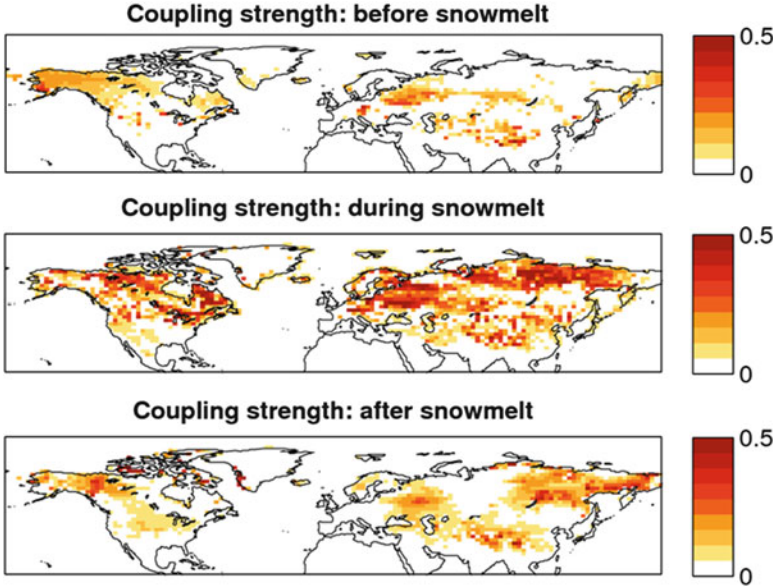 Coupling strength: before snowmelt
0.5
0
Coupling strength: during snowmelt
0.5
0
Coupling strength: after snowmelt
0.5
0